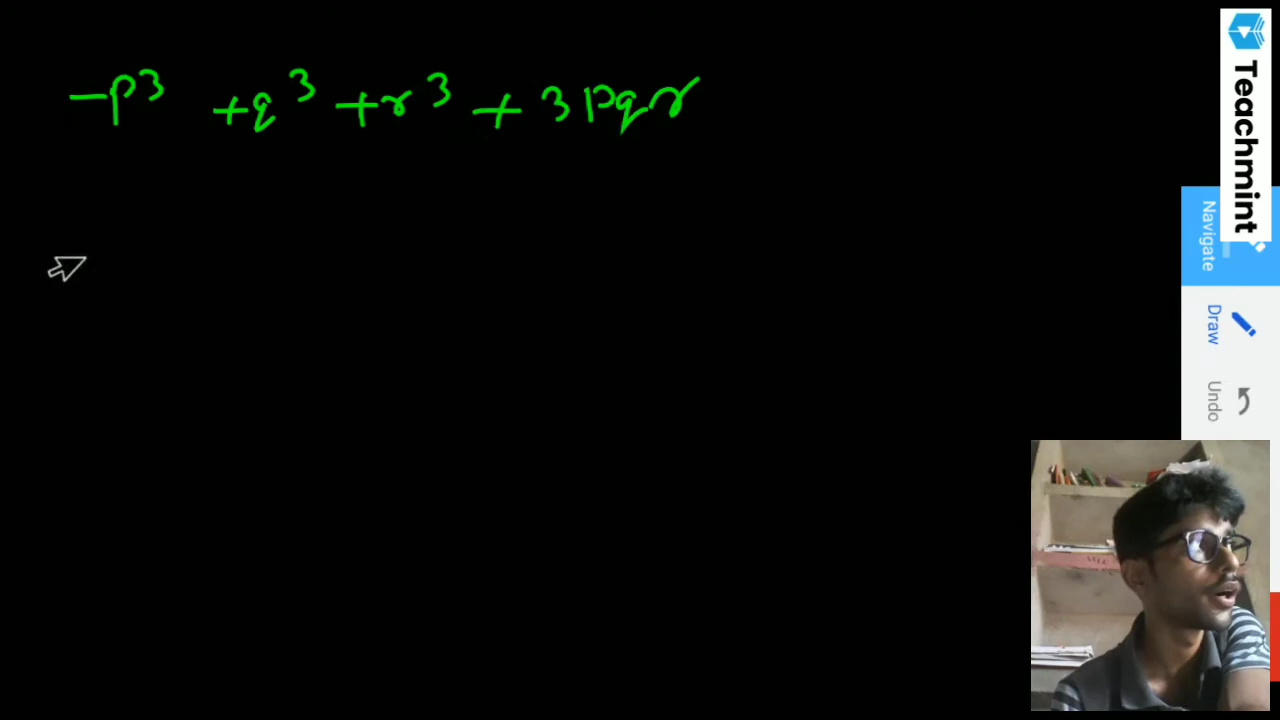 -p³ +q³ +r³ + 3pqr
Teachmint
Navigate
Draw
Undo